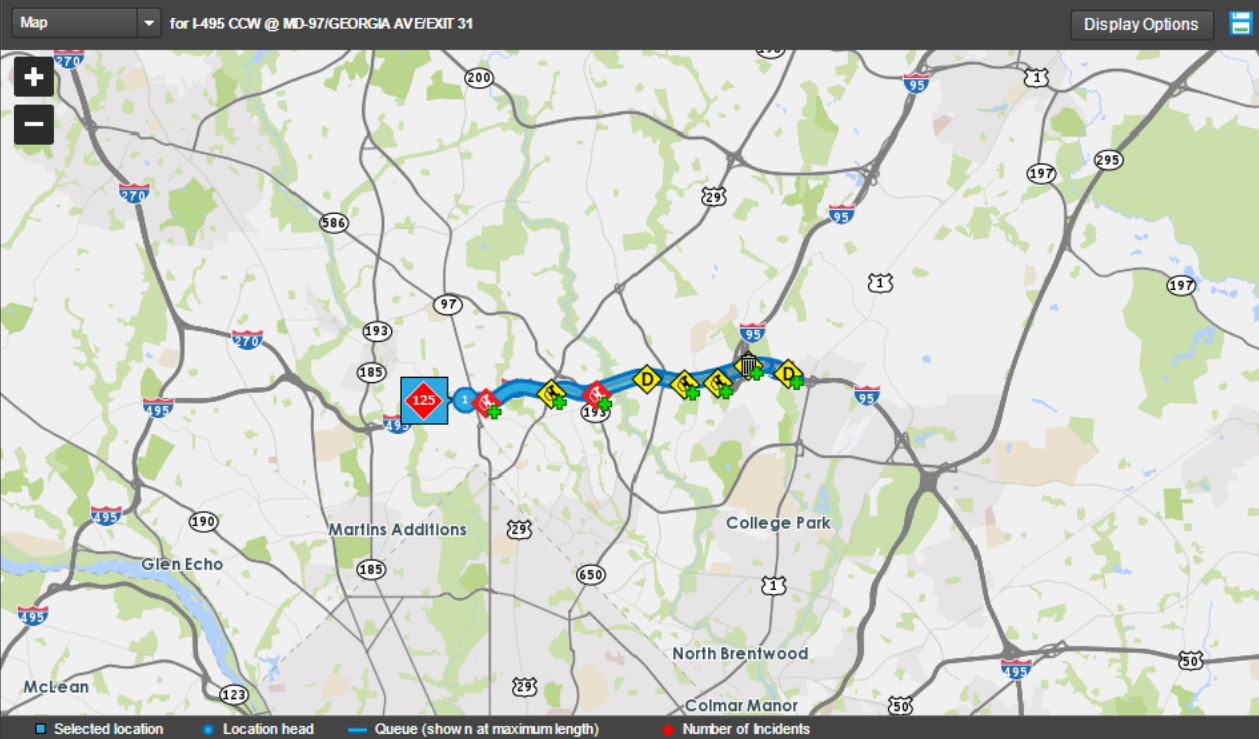 Map
for I-495 CCW @ MD-97/GEORGIA AVE/EXIT 31
Display Options
+
−
270
200
95
1
270
586
29
95
197
295
1
197
97
193
185
270
95
495
125
1
D
D
193
95
495
495
190
Martins Additions
29
College Park
Glen Echo
185
650
1
495
North Brentwood
50
495
McLean
123
29
Colmar Manor
50
Selected location
Location head
Queue (shown at maximum length)
Number of Incidents